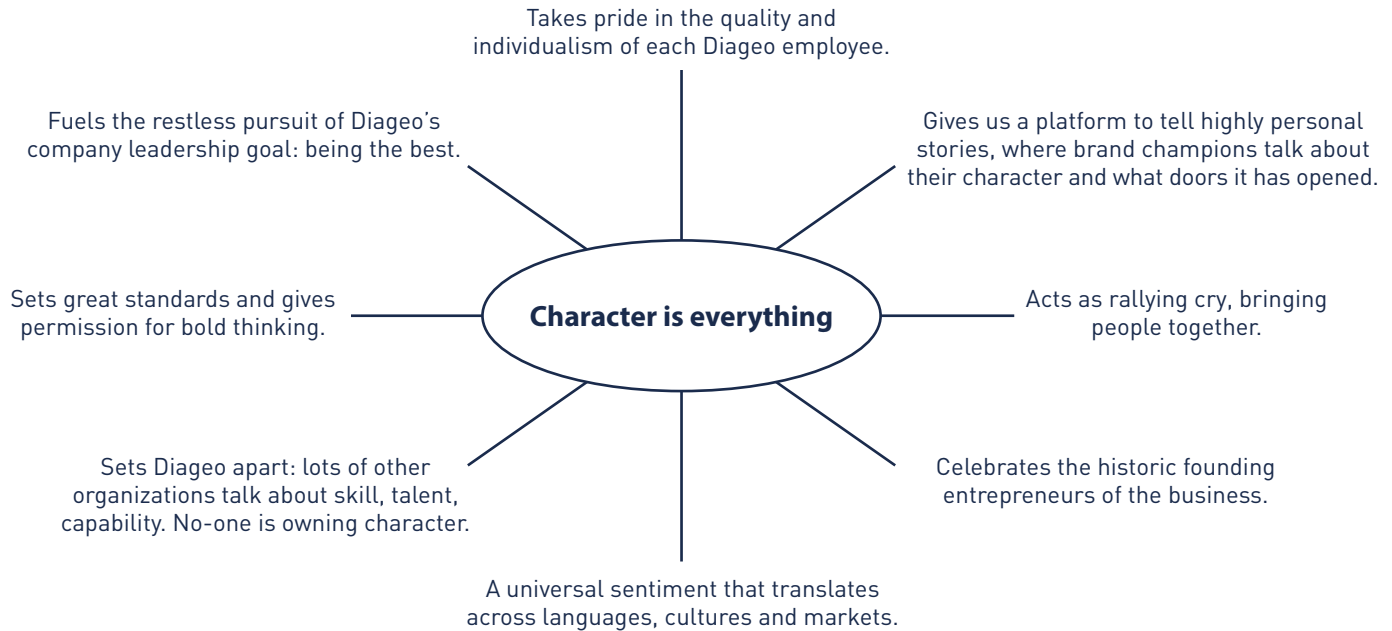 Takes pride in the quality and
individualism of each Diageo employee.
Fuels the restless pursuit of Diageo’s
company leadership goal: being the best.
Gives us a platform to tell highly personal
stories, where brand champions talk about
their character and what doors it has opened.
Sets great standards and gives
permission for bold thinking.
Character is everything
Acts as rallying cry, bringing
people together.
Sets Diageo apart: lots of other
organizations talk about skill, talent,
capability. No-one is owning character.
Celebrates the historic founding
entrepreneurs of the business.
A universal sentiment that translates
across languages, cultures and markets.